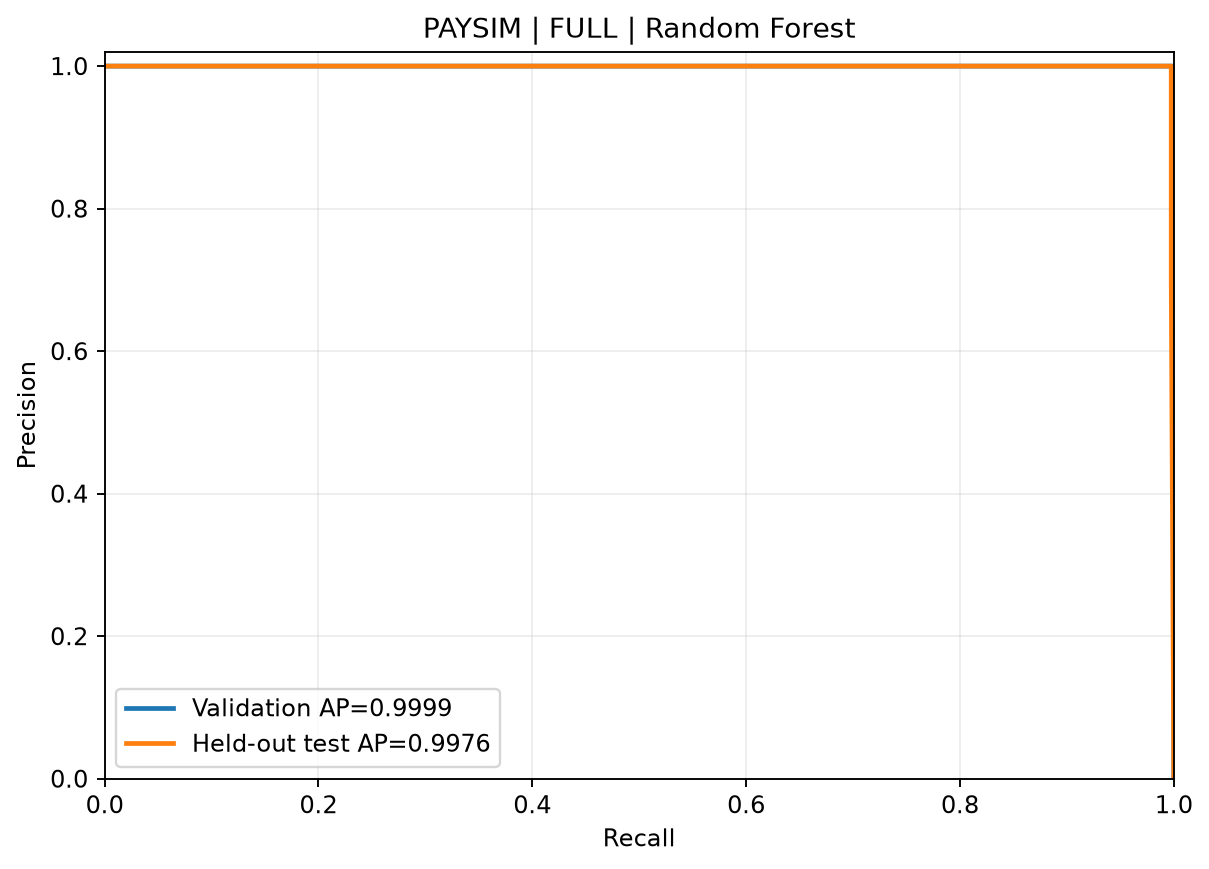 PAYSIM | FULL | Random Forest
1.0
0.8
0.6
0.4
0.2
0.0
Precision
Validation AP=0.9999
Held-out test AP=0.9976
0.0 0.2 0.4 0.6 0.8 1.0
Recall